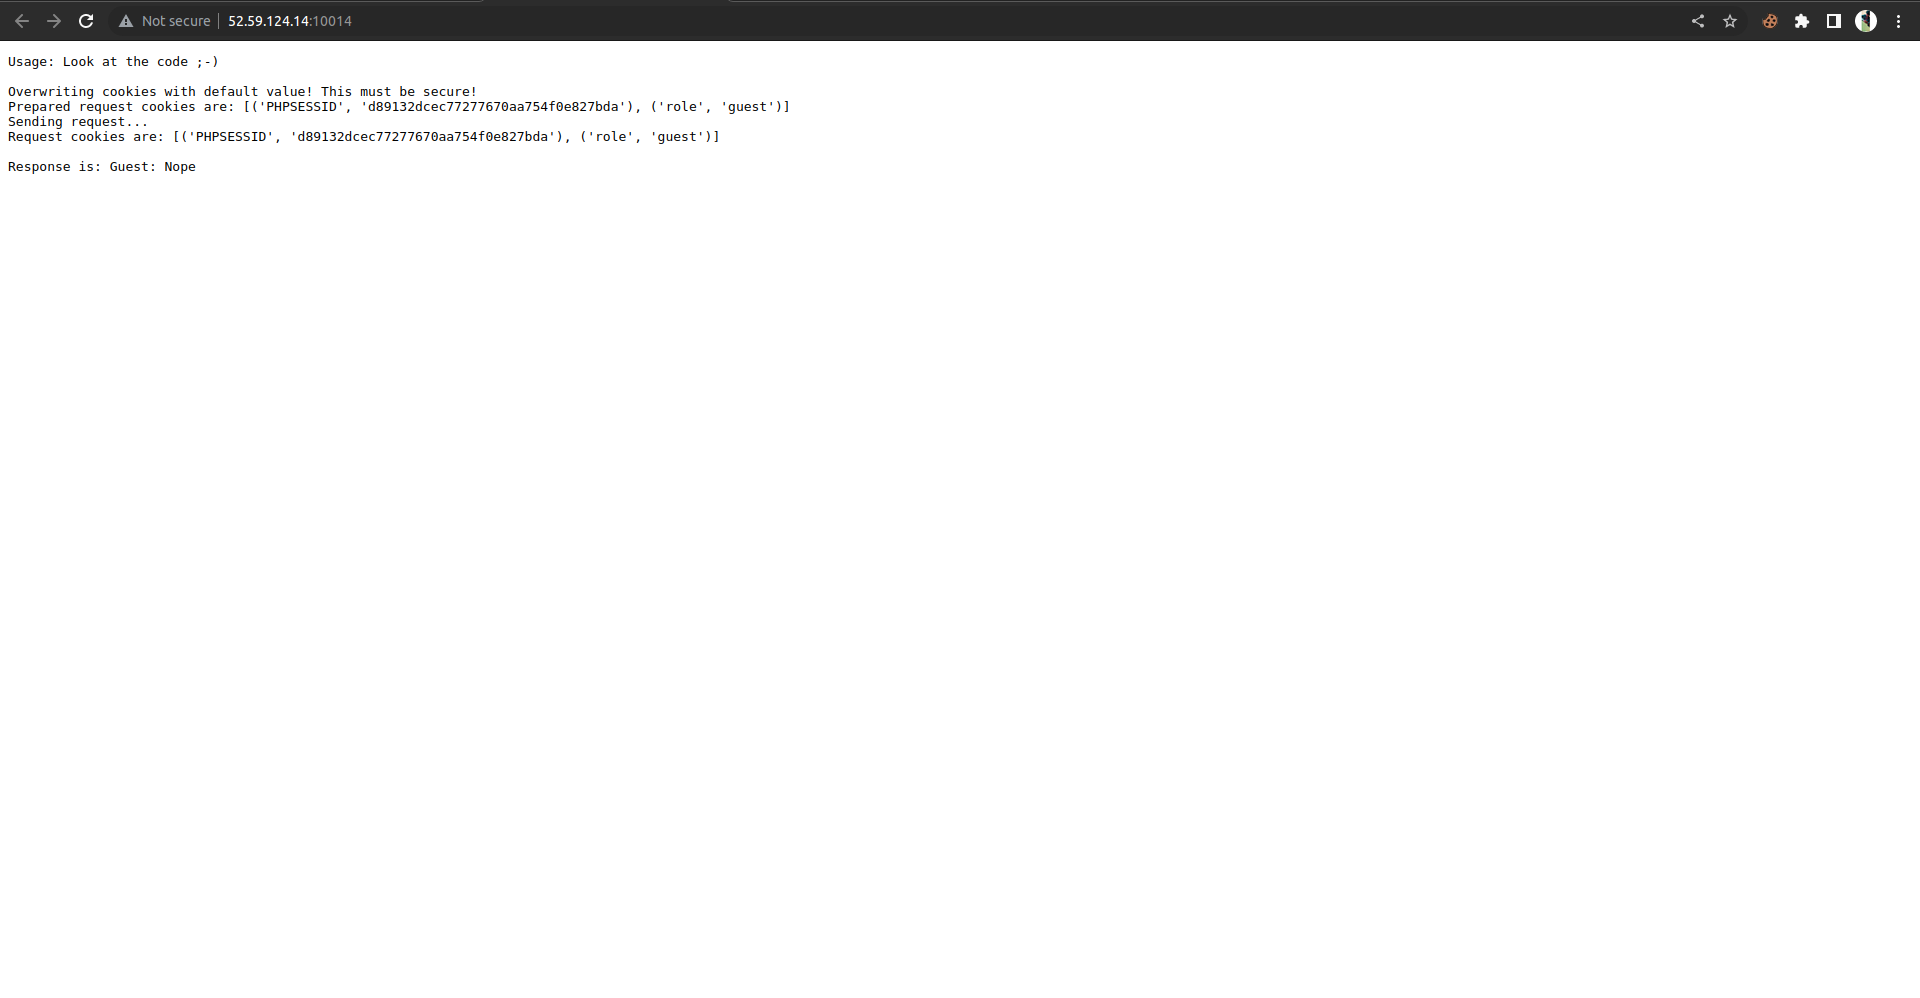 Not secure | 52.59.124.14:10014
Usage: Look at the code ;-)
Overwriting cookies with default value! This must be secure!
Prepared request cookies are: [('PHPSESSID', 'd89132dcec77277670aa754f0e827bda'), ('role', 'guest')]
Sending request...
Request cookies are: [('PHPSESSID', 'd89132dcec77277670aa754f0e827bda'), ('role', 'guest')]
Response is: Guest: Nope